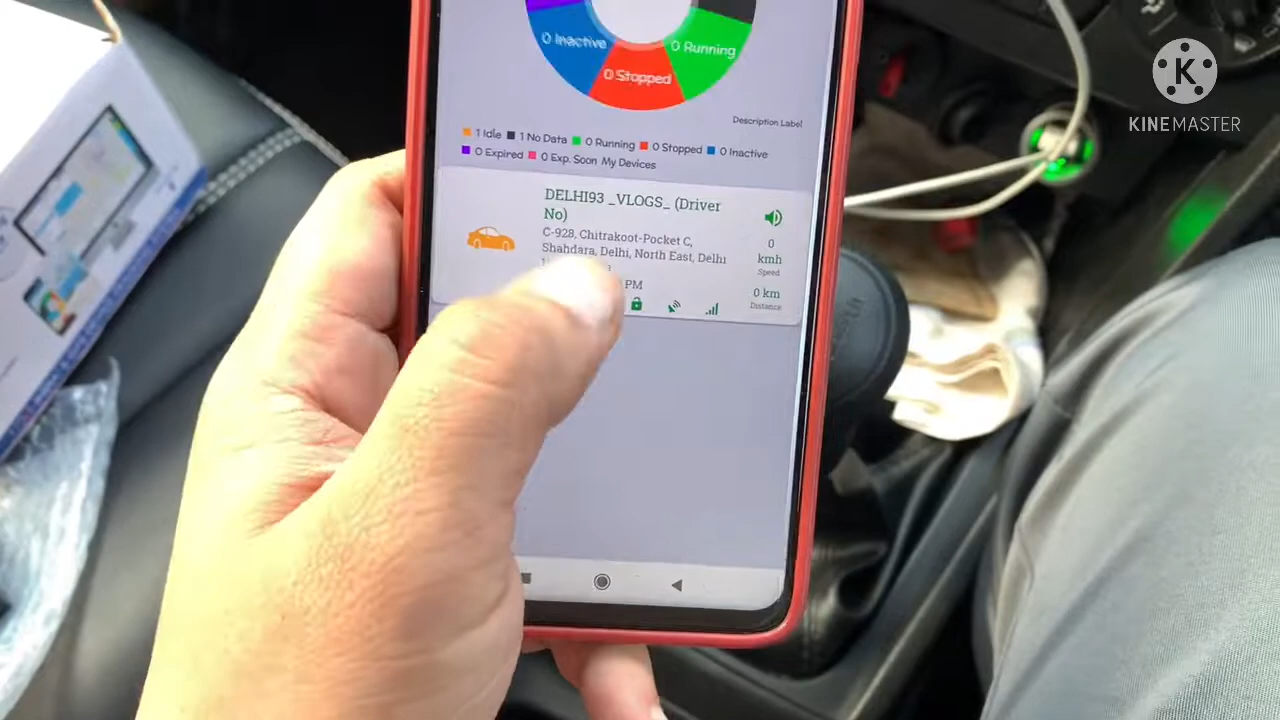 0 Inactive
0 Running
0 Stopped
Description Label
1 Idle 1 No Data 0 Running 0 Stopped 0 Inactive
0 Expired 0 Exp. Soon My Devices
DELHI93 _VLOGS_ (Driver
No)
C-928, Chitrakoot-Pocket C,
Shahdara, Delhi, North East, Delhi
PM
0
kmh
Speed
0 km
Distance
K
KINEMASTER